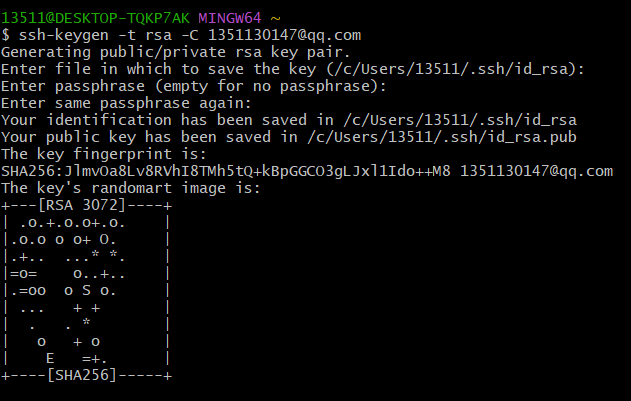 13511@DESKTOP-TQKP7AK MINGW64 ~
$ ssh-keygen -t rsa -C 1351130147@qq.com
Generating public/private rsa key pair.
Enter file in which to save the key (/c/Users/13511/.ssh/id_rsa):
Enter passphrase (empty for no passphrase):
Enter same passphrase again:
Your identification has been saved in /c/Users/13511/.ssh/id_rsa
Your public key has been saved in /c/Users/13511/.ssh/id_rsa.pub
The key fingerprint is:
SHA256:JlmvOa8Lv8RVhI8TMh5tQ+kBpGGCO3gLJxl1Ido++M8 1351130147@qq.com
The key's randomart image is:
+---[RSA 3072]----+
| .o.+.o.o+.o.    |
|.o.o o o+ O.     |
|.+..  ...* *.    |
|=o=    o..+..    |
|.=oo  o S o.     |
| ...   + +       |
|  .   . *        |
|   o   + o       |
|    E   =+.      |
+----[SHA256]-----+